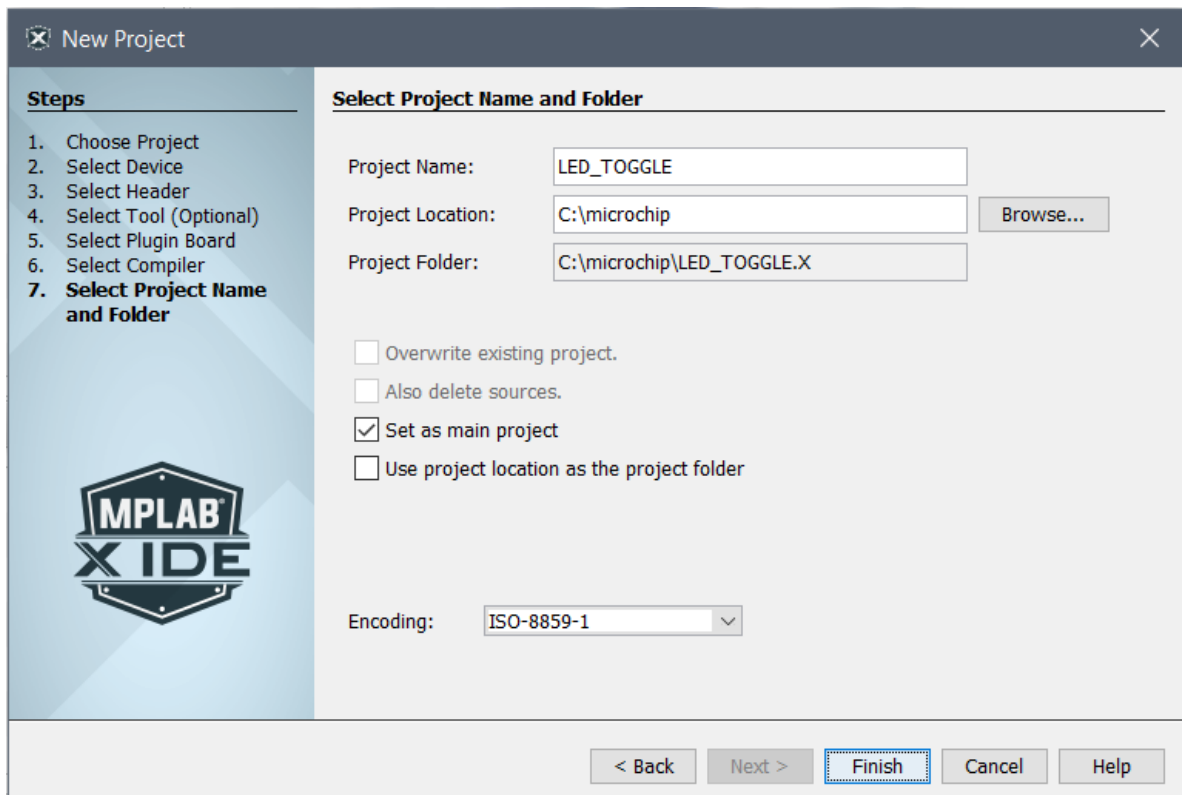 New Project
Steps
1. Choose Project
2. Select Device
3. Select Header
4. Select Tool (Optional)
5. Select Plugin Board
6. Select Compiler
7. Select Project Name
and Folder
MPLAB®
X IDE
Select Project Name and Folder
Project Name: LED_TOGGLE
Project Location: C:\microchip Browse...
Project Folder: C:\microchip\LED_TOGGLE.X
Overwrite existing project.
Also delete sources.
Set as main project
Use project location as the project folder
Encoding: ISO-8859-1
< Back Next > Finish Cancel Help